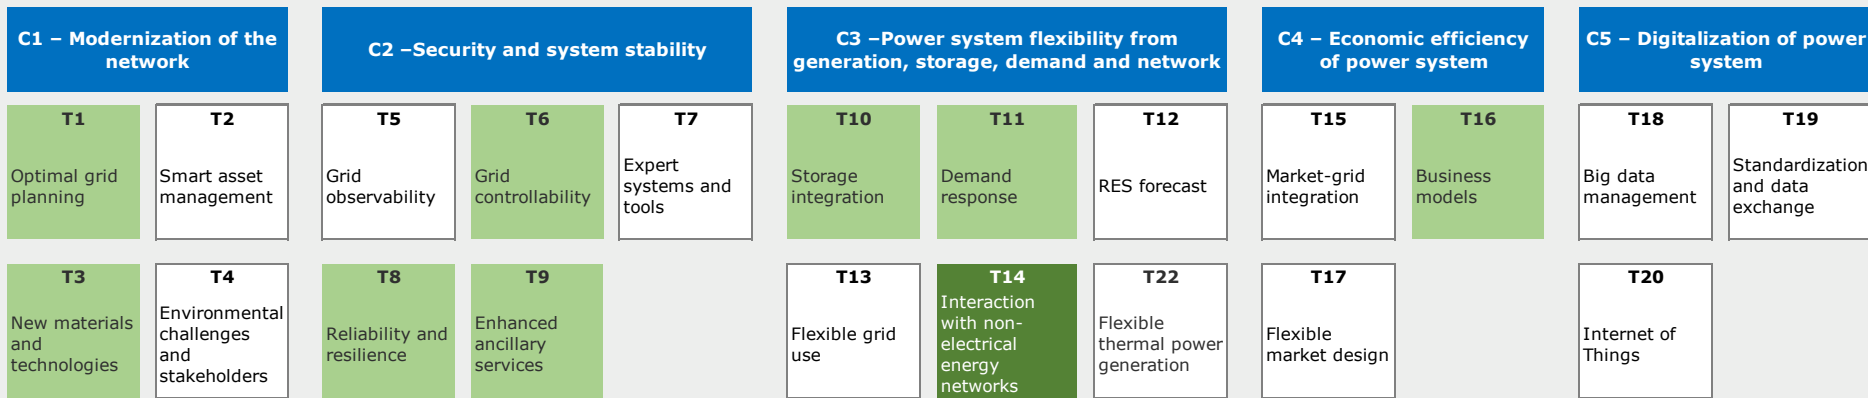 C1 – Modernization of the
network
C2 –Security and system stability
C3 –Power system flexibility from
generation, storage, demand and network
C4 – Economic efficiency
of power system
C5 – Digitalization of power
system
T1
Optimal grid
planning
T2
Smart asset
management
T5
Grid
observability
T6
Grid
controllability
T7
Expert
systems and
tools
T10
Storage
integration
T11
Demand
response
T12
RES forecast
T15
Market-grid
integration
T16
Business
models
T18
Big data
management
T19
Standardization
and data
exchange
T3
New materials
and
technologies
T4
Environmental
challenges
and
stakeholders
T8
Reliability and
resilience
T9
Enhanced
ancillary
services
T13
Flexible grid
use
T14
Interaction
with non-
electrical
energy
networks
T22
Flexible
thermal power
generation
T17
Flexible
market design
T20
Internet of
Things